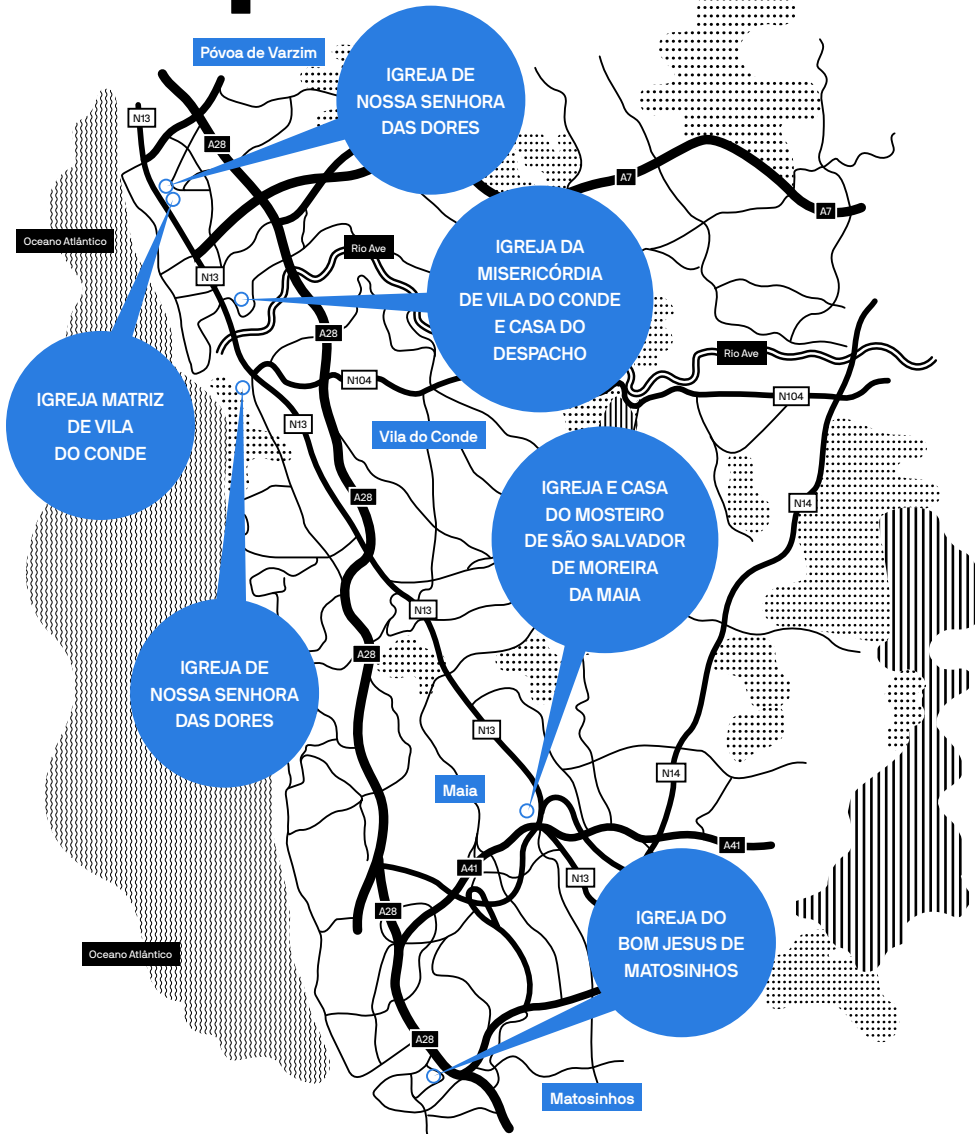 Póvoa de Varzim
IGREJA DE
NOSSA SENHORA
DAS DORES
N13
A28
A7
A7
Oceano Atlântico
Rio Ave
IGREJA DA
MISERICÓRDIA
DE VILA DO CONDE
E CASA DO
DESPACHO
N13
A28
Rio Ave
N104
N104
IGREJA MATRIZ
DE VILA
DO CONDE
N13
Vila do Conde
A28
N14
IGREJA E CASA
DO MOSTEIRO
DE SÃO SALVADOR
DE MOREIRA
DA MAIA
N13
A28
IGREJA DE
NOSSA SENHORA
DAS DORES
N13
N14
Maia
A41
A41
N13
A28
IGREJA DO
BOM JESUS DE
MATOSINHOS
Oceano Atlântico
A28
Matosinhos